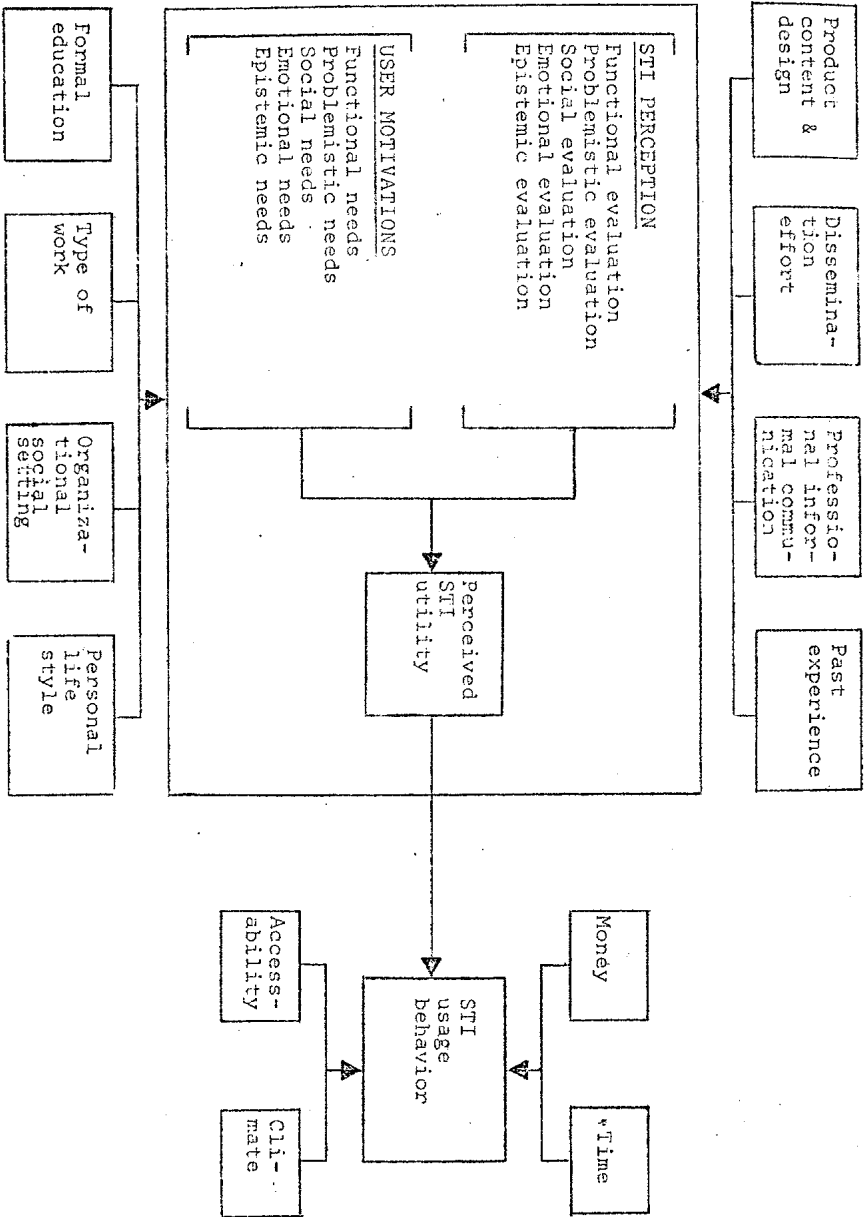 Product
content &
design
Dissemina-
tion
effort
Professio-
nal infor-
mal commu-
nication
Past
experience
STI PERCEPTION
Functional evaluation
Problemistic evaluation
Social evaluation
Emotional evaluation
Epistemic evaluation
USER MOTIVATIONS
Functional needs
Problemistic needs
Social needs
Emotional needs
Epistemic needs
Perceived
STI
utility
Formal
education
Type of
work
Organiza-
tional
social
setting
Personal
life
style
Money
Time
STI
usage
behavior
Access-
ability
Cli-
mate